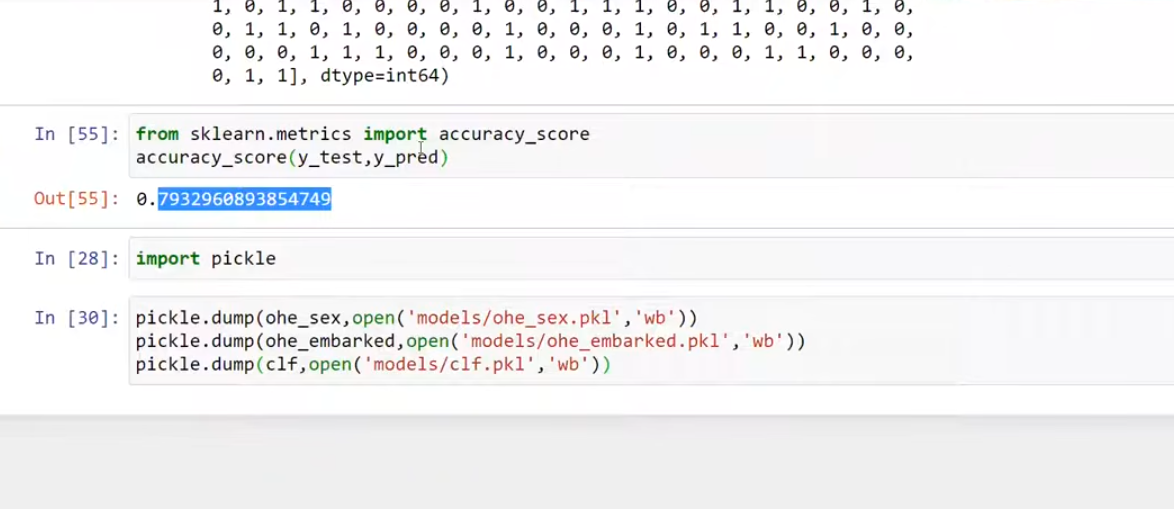 1, 0, 1, 1, 0, 0, 0, 0, 1, 0, 0, 1, 1, 1, 0, 0, 1, 1, 0, 0, 1, 0,
0, 1, 1, 0, 1, 0, 0, 0, 0, 1, 0, 0, 0, 1, 0, 1, 1, 0, 0, 1, 0, 0,
0, 0, 0, 1, 1, 1, 0, 0, 0, 1, 0, 0, 0, 1, 0, 0, 0, 1, 1, 0, 0, 0,
0, 1, 1], dtype=int64)
In [55]: from sklearn.metrics import accuracy_score
accuracy_score(y_test,y_pred)
Out[55]: 0.7932960893854749
In [28]: import pickle
In [30]: pickle.dump(ohe_sex,open('models/ohe_sex.pkl','wb'))
pickle.dump(ohe_embarked,open('models/ohe_embarked.pkl','wb'))
pickle.dump(clf,open('models/clf.pkl','wb'))